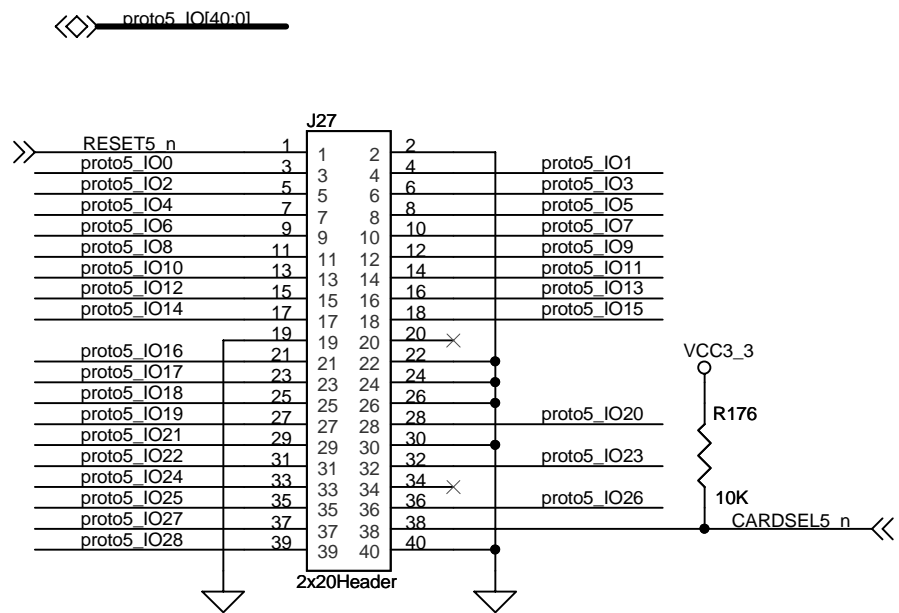 proto5_IO[40:0]
J27
RESET5_n 1 1 2 2
proto5_IO0 3 3 4 4 proto5_IO1
proto5_IO2 5 5 6 6 proto5_IO3
proto5_IO4 7 7 8 8 proto5_IO5
proto5_IO6 9 9 10 10 proto5_IO7
proto5_IO8 11 11 12 12 proto5_IO9
proto5_IO10 13 13 14 14 proto5_IO11
proto5_IO12 15 15 16 16 proto5_IO13
proto5_IO14 17 17 18 18 proto5_IO15
19 19 20 20
proto5_IO16 21 21 22 22 VCC3_3
proto5_IO17 23 23 24 24
proto5_IO18 25 25 26 26
proto5_IO19 27 27 28 28 proto5_IO20 R176
proto5_IO21 29 29 30 30
proto5_IO22 31 31 32 32 proto5_IO23
proto5_IO24 33 33 34 34
proto5_IO25 35 35 36 36 proto5_IO26 10K
proto5_IO27 37 37 38 38 CARDSEL5_n
proto5_IO28 39 39 40 40
2x20Header